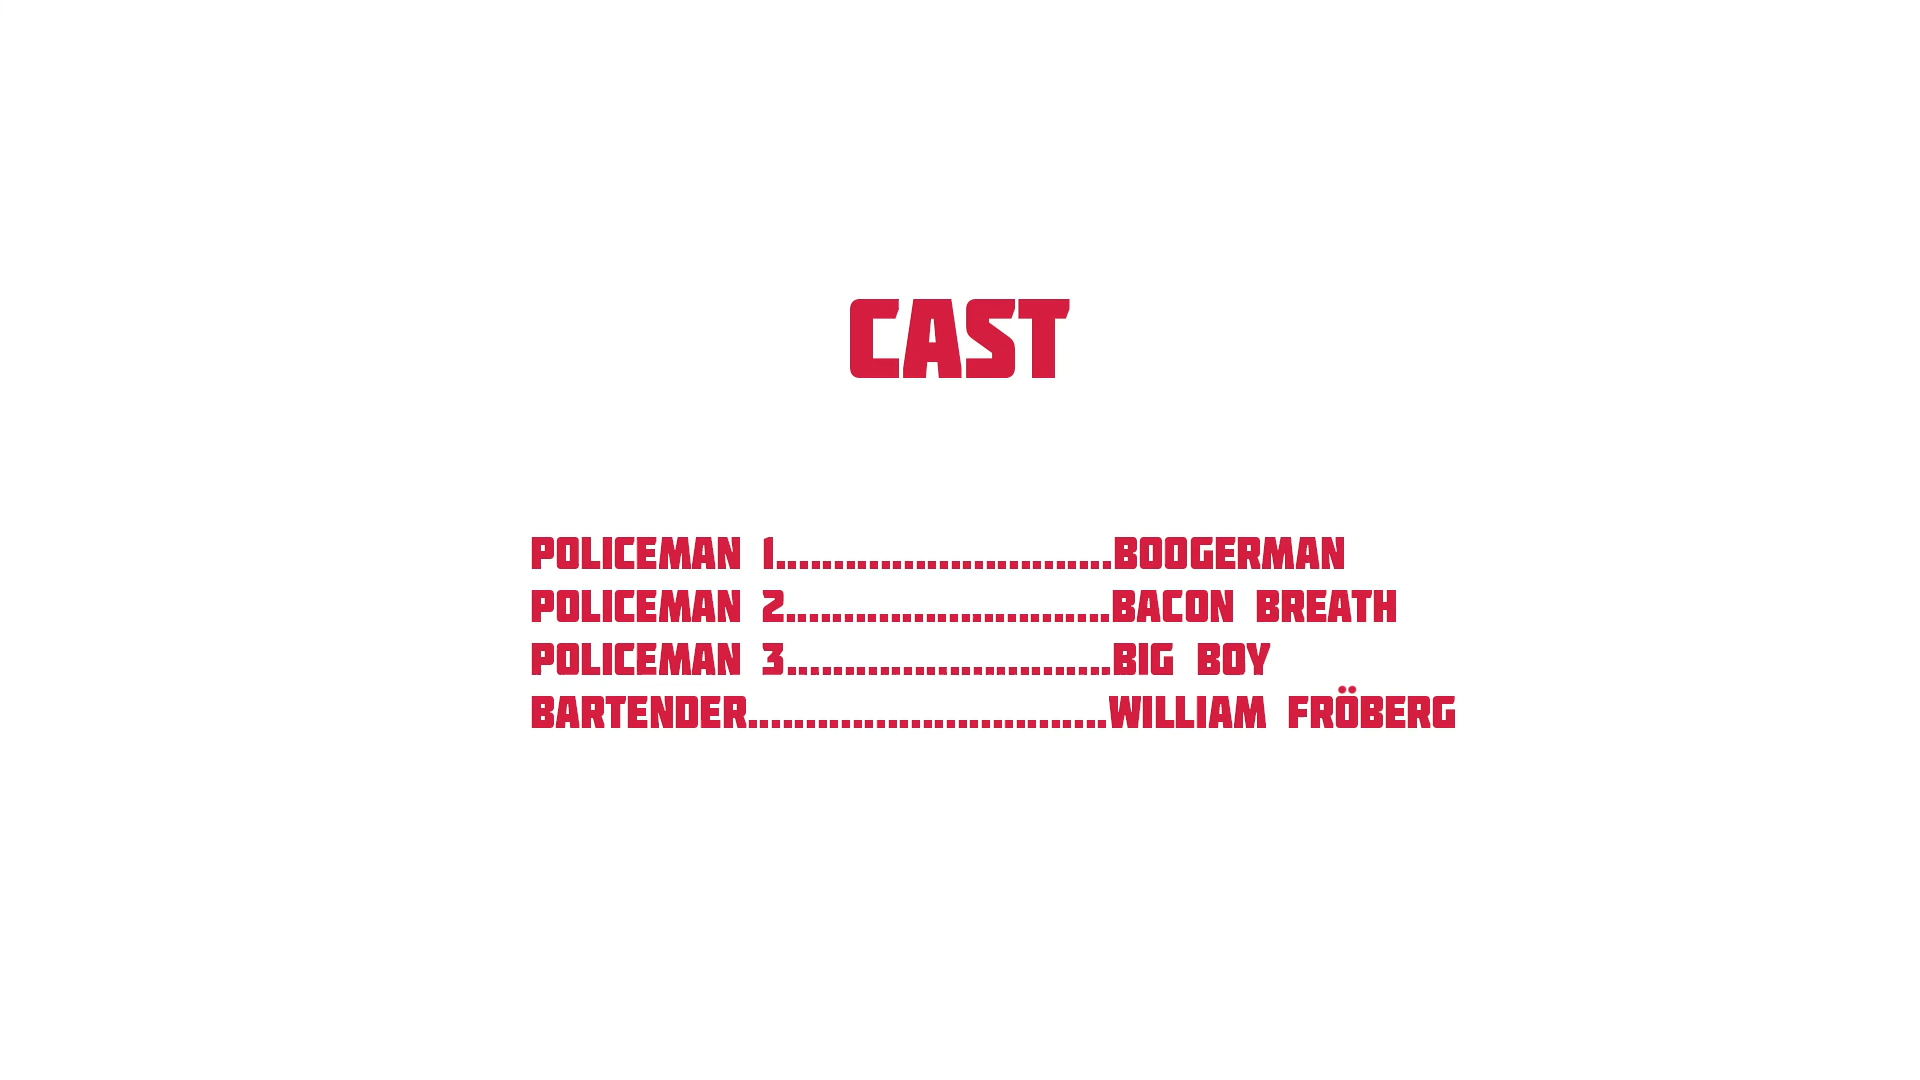 CAST
POLICEMAN 1.............................BOOGERMAN
POLICEMAN 2............................BACON BREATH
POLICEMAN 3............................BIG BOY
BARTENDER...............................WILLIAM FRÖBERG